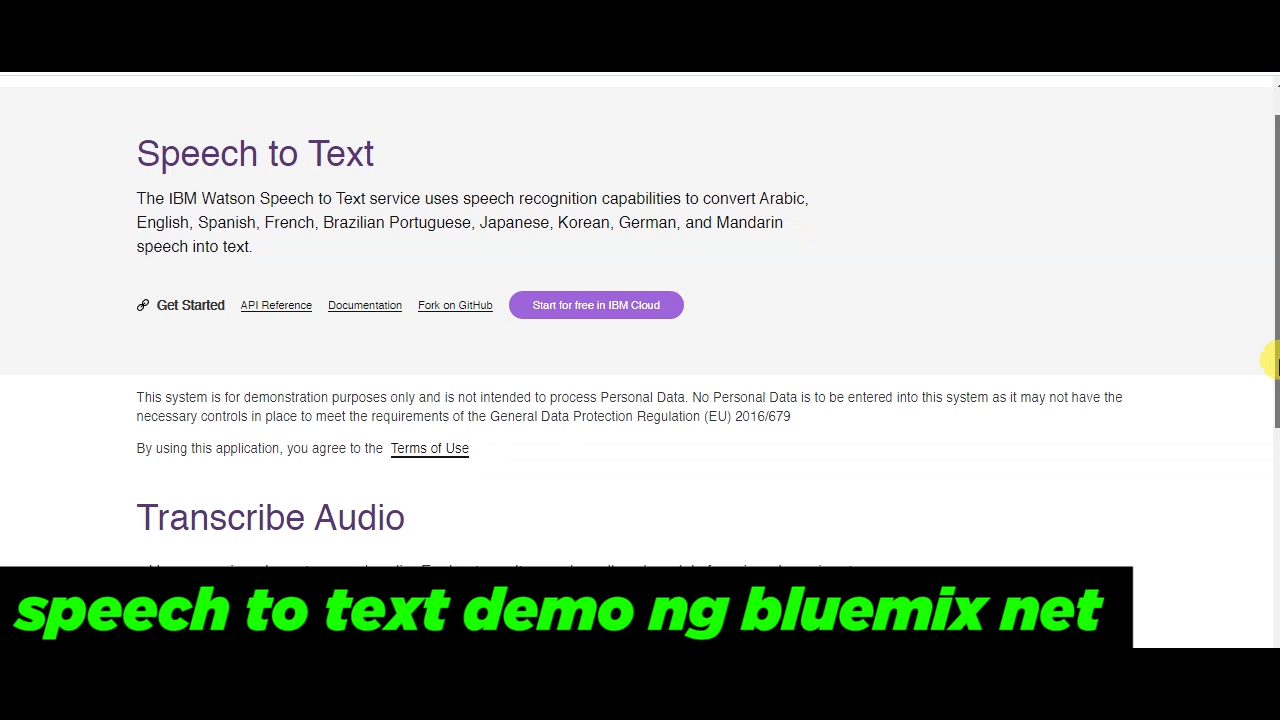 Speech to Text
The IBM Watson Speech to Text service uses speech recognition capabilities to convert Arabic,
English, Spanish, French, Brazilian Portuguese, Japanese, Korean, German, and Mandarin
speech into text.
Get Started API Reference Documentation Fork on GitHub Start for free in IBM Cloud
This system is for demonstration purposes only and is not intended to process Personal Data. No Personal Data is to be entered into this system as it may not have the
necessary controls in place to meet the requirements of the General Data Protection Regulation (EU) 2016/679
By using this application, you agree to the Terms of Use
Transcribe Audio
speech to text demo ng bluemix net